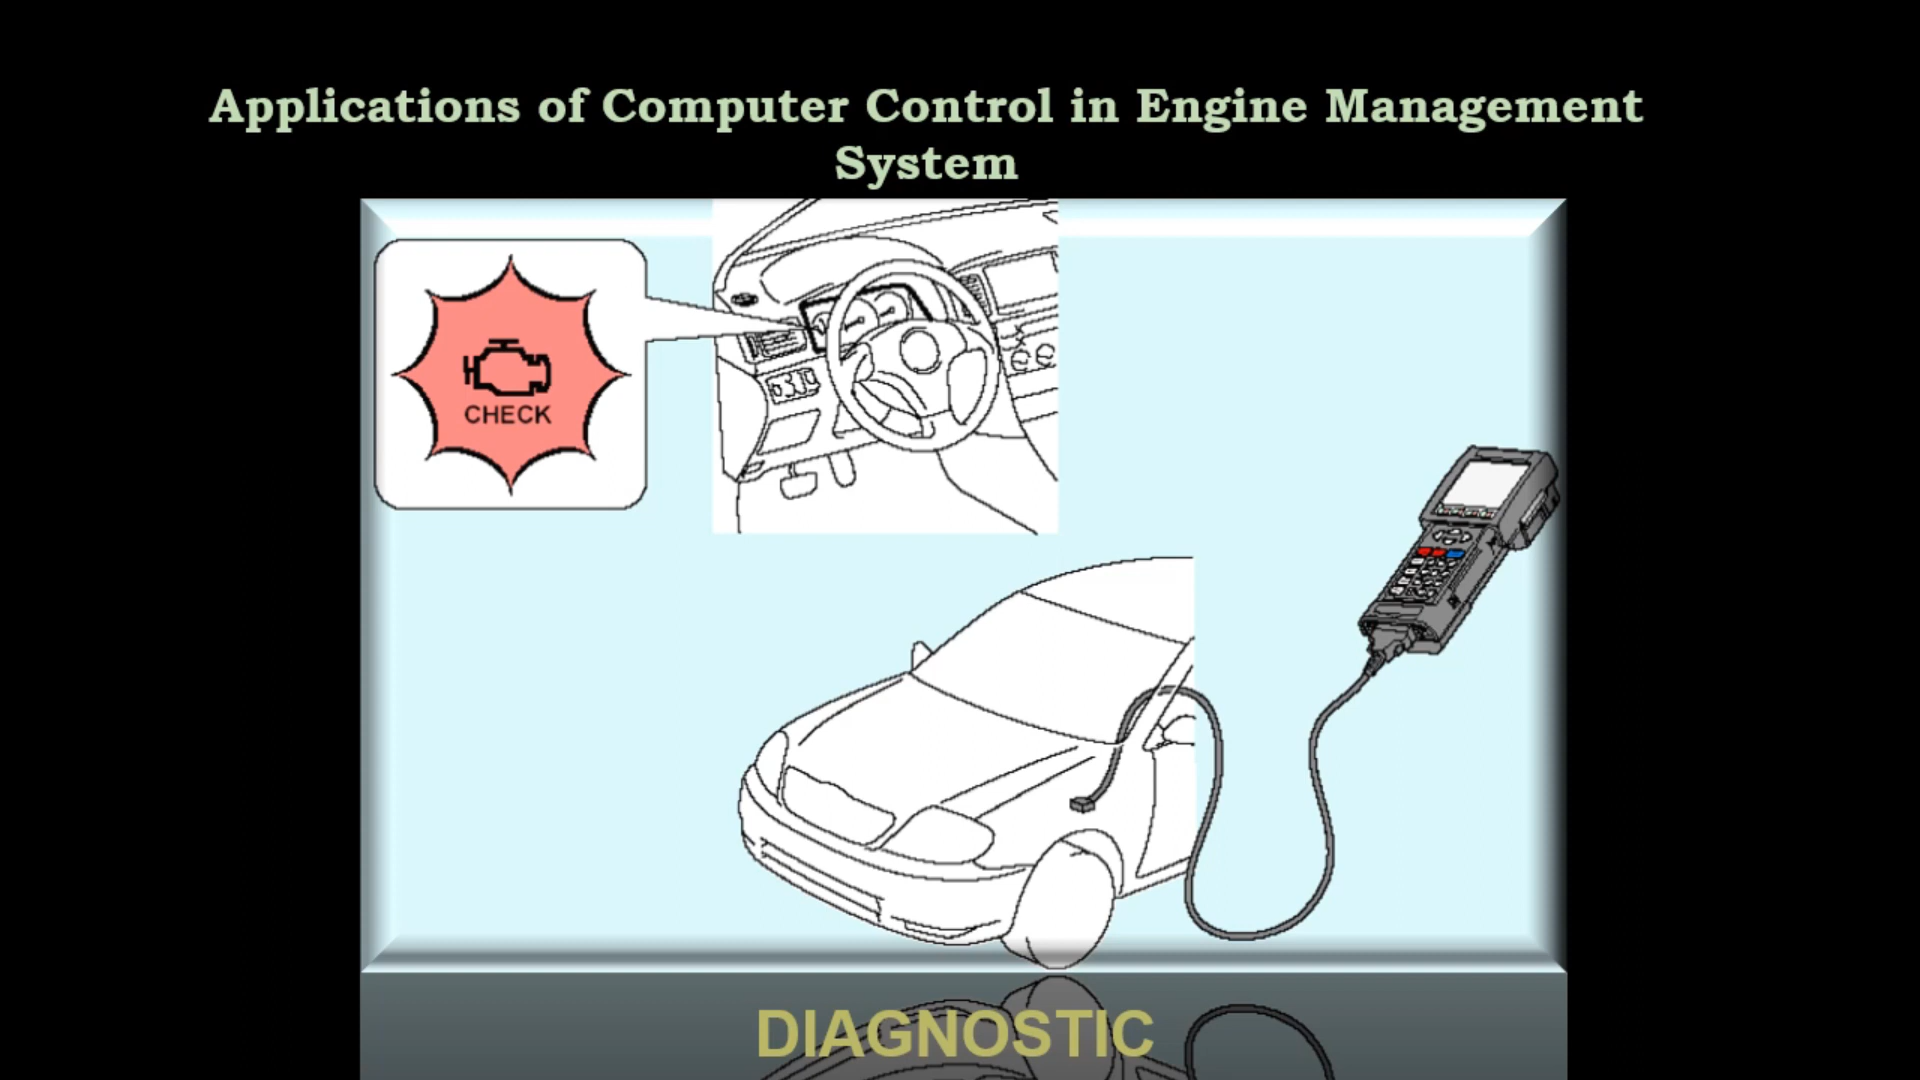 Applications of Computer Control in Engine Management
System
CHECK
DIAGNOSTIC